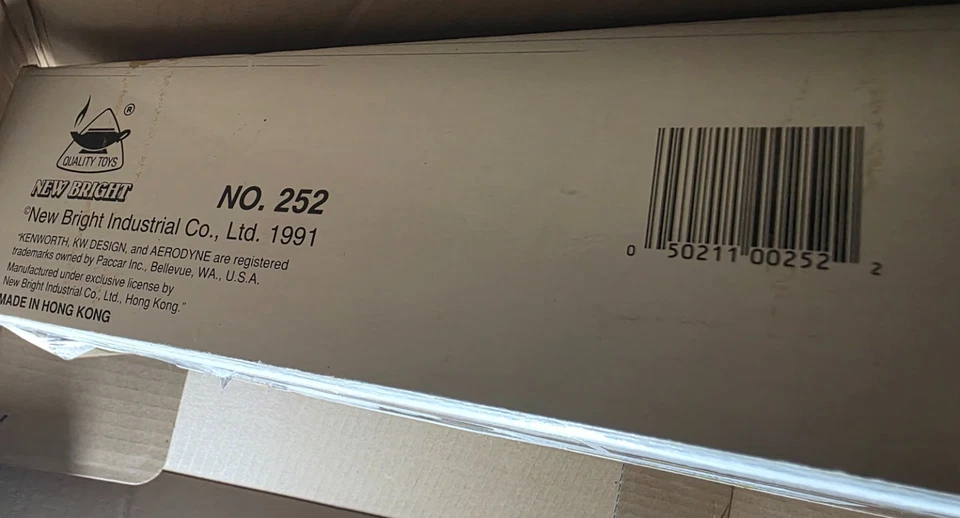 ®
QUALITY TOYS
NEW BRIGHT
NO. 252
©New Bright Industrial Co., Ltd. 1991
"KENWORTH, KW DESIGN, and AERODYNE are registered
trademarks owned by Paccar Inc., Bellevue, WA., U.S.A.
Manufactured under exclusive license by
New Bright Industrial Co., Ltd., Hong Kong."
MADE IN HONG KONG
0 50211 00252 2